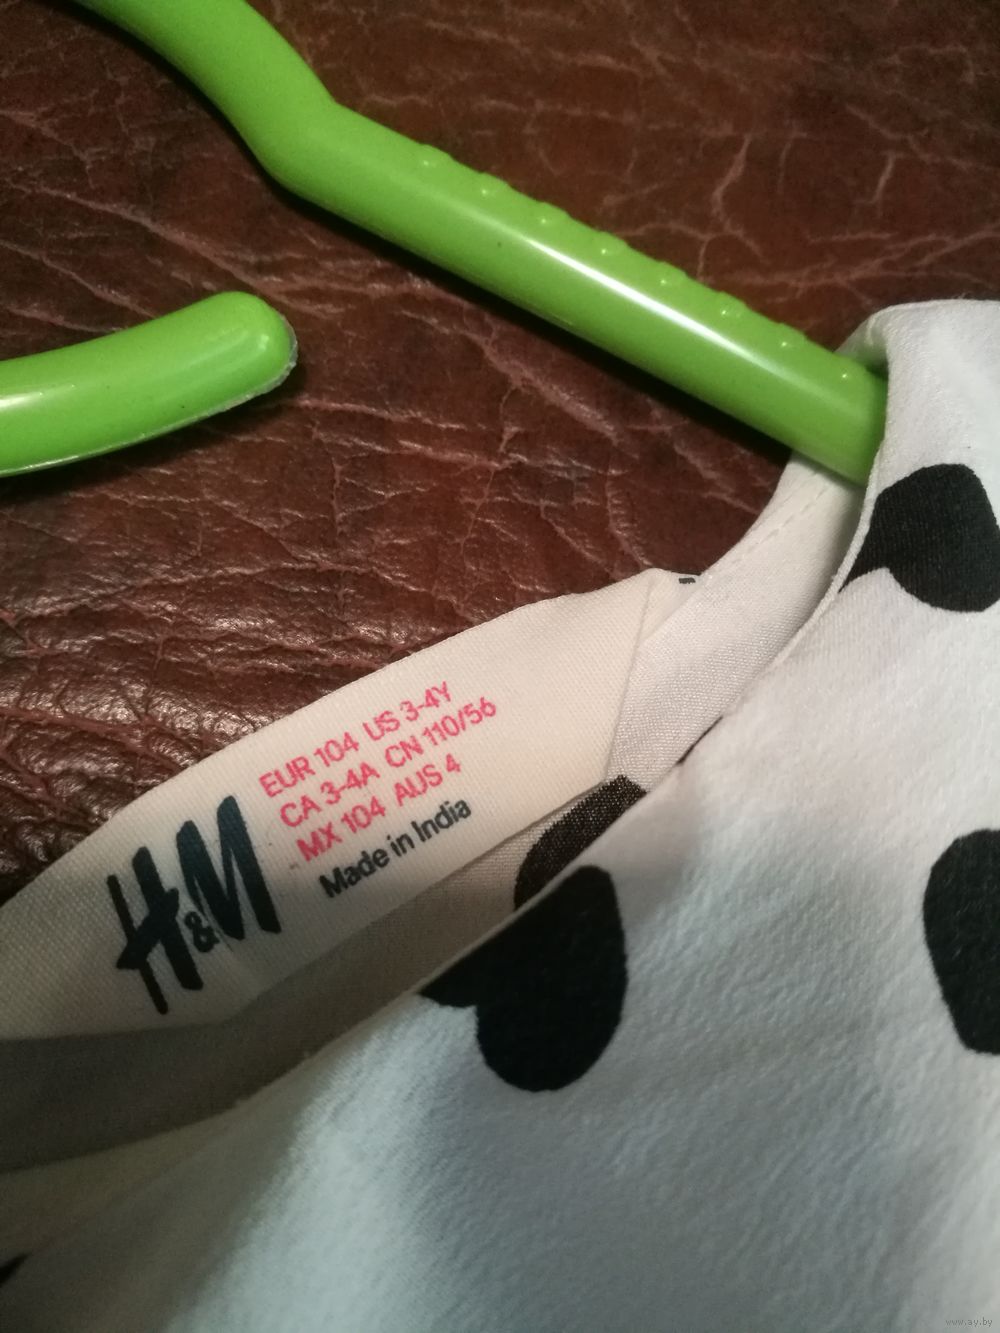 H&M
EUR 104 US 3-4Y
CA 3-4A CN 110/56
MX 104 AUS 4
Made in India
www.ay.by